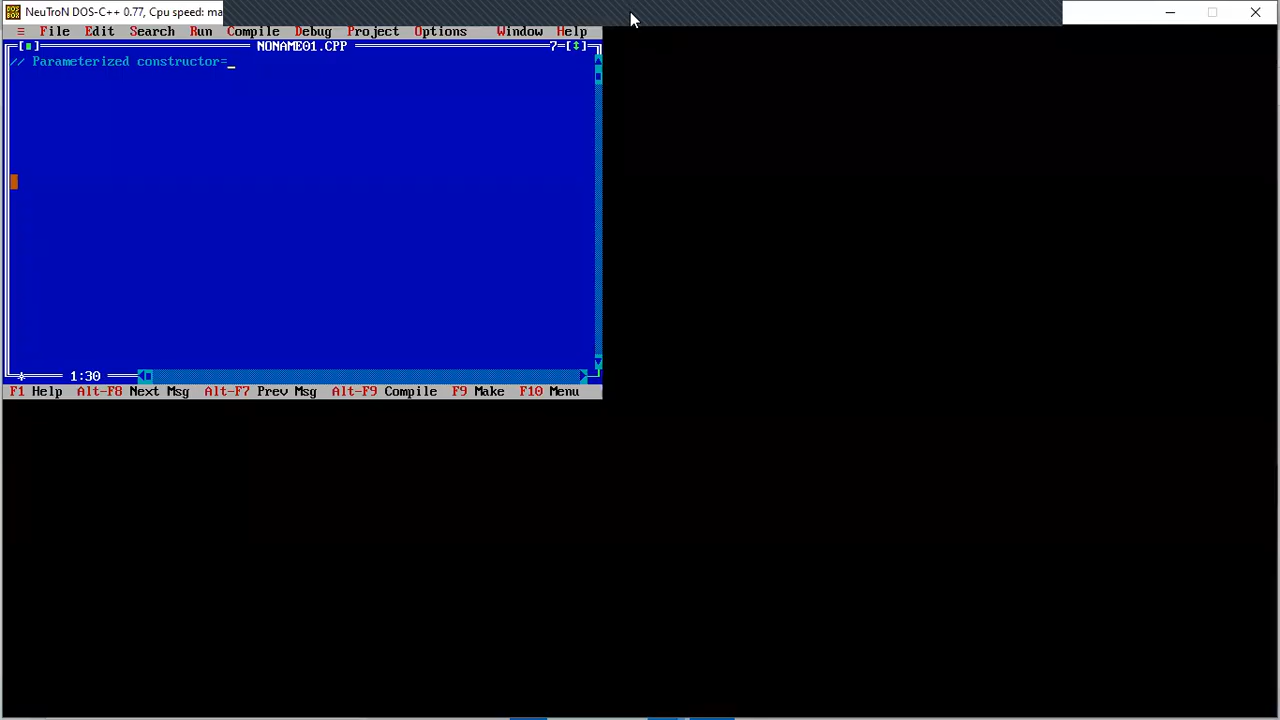 NeuTroN DOS-C++ 0.77, Cpu speed: ma
≡ File Edit Search Run Compile Debug Project Options Window Help
[■] NONAME01.CPP 7=[↕]
// Parameterized constructor=_
1:30
F1 Help Alt-F8 Next Msg Alt-F7 Prev Msg Alt-F9 Compile F9 Make F10 Menu